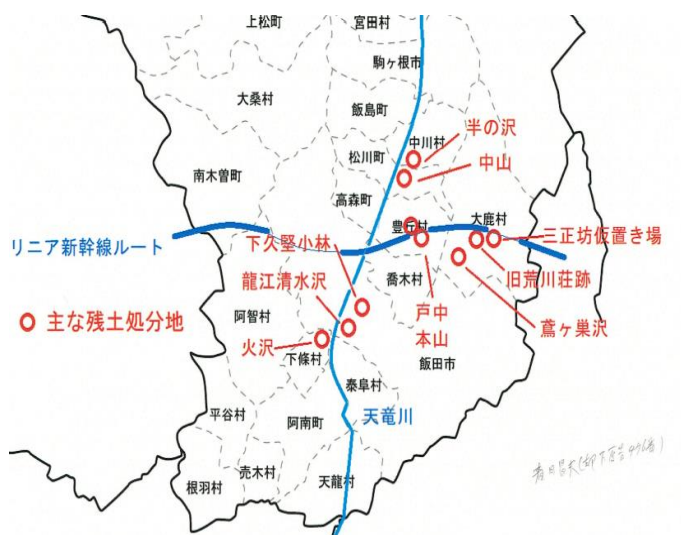 上松町
宮田村
駒ヶ根市
大桑村
飯島町
半の沢
中川村
松川町
中山
南木曽町
高森町
大鹿村
豊丘村
三正坊仮置き場
リニア新幹線ルート
下久堅小林
旧荒川荘跡
喬木村
龍江清水沢
戸中
本山
鳶ヶ巣沢
主な残土処分地
阿智村
火沢
下條村
飯田市
泰阜村
平谷村
阿南町
天竜川
売木村
根羽村
天龍村